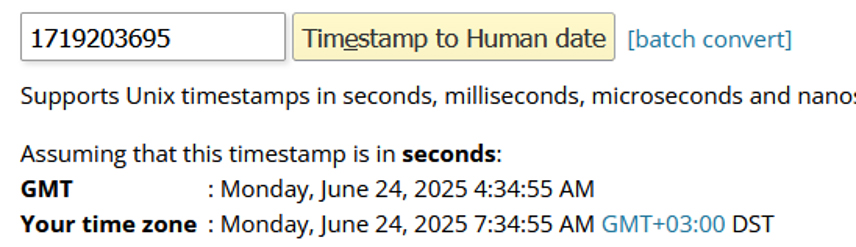 1719203695 Timestamp to Human date [batch convert]
Supports Unix timestamps in seconds, milliseconds, microseconds and nanos
Assuming that this timestamp is in seconds:
GMT : Monday, June 24, 2025 4:34:55 AM
Your time zone : Monday, June 24, 2025 7:34:55 AM GMT+03:00 DST